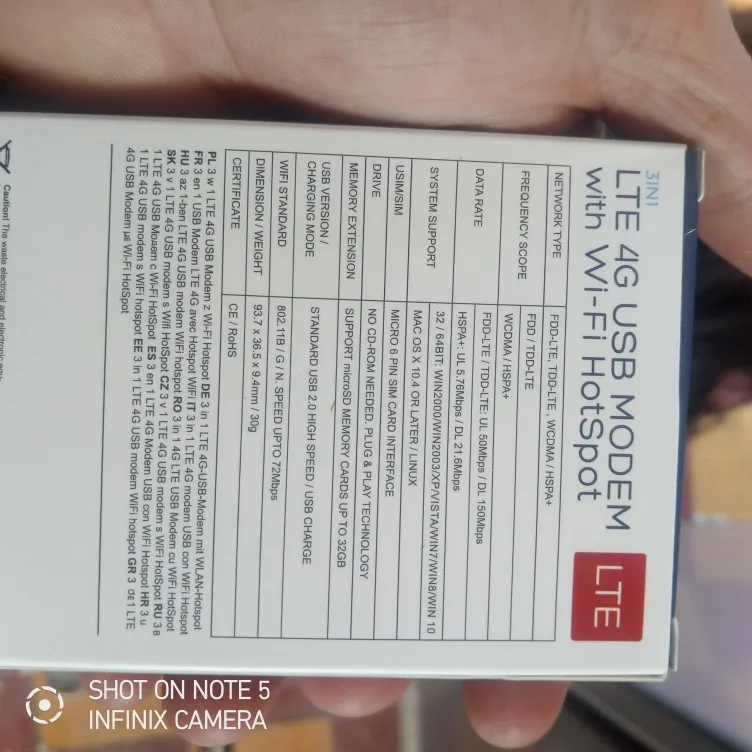 3IN1
LTE 4G USB MODEM
with Wi-Fi HotSpot
LTE
NETWORK TYPE FDD-LTE, TDD-LTE , WCDMA / HSPA+
FREQUENCY SCOPE FDD / TDD-LTE
WCDMA / HSPA+
DATA RATE FDD-LTE / TDD-LTE: UL 50Mbps / DL 150Mbps
HSPA+: UL 5.76Mbps / DL 21.6Mbps
SYSTEM SUPPORT 32 / 64BIT: WIN2000/WIN2003/XP/VISTA/WIN7/WIN8/WIN 10
MAC OS X 10.4 OR LATER / LINUX
USIM/SIM MICRO 6 PIN SIM CARD INTERFACE
DRIVE NO CD-ROM NEEDED, PLUG & PLAY TECHNOLOGY
MEMORY EXTENSION SUPPORT microSD MEMORY CARDS UP TO 32GB
USB VERSION /
CHARGING MODE STANDARD USB 2.0 HIGH SPEED / USB CHARGE
WIFI STANDARD 802.11B / G / N. SPEED UPTO 72Mbps
DIMENSION / WEIGHT 93.7 x 36.5 x 9.4mm / 30g
CERTIFICATE CE / RoHS
PL 3 w 1 LTE 4G USB Modem z Wi-Fi Hotspot DE 3 in 1 LTE 4G-USB-Modem mit WLAN-Hotspot
FR 3 en 1 USB Modem LTE 4G avec Hotspot WiFi IT 3 in 1 LTE 4G modem USB con WiFi Hotspot
HU 3 az 1-ben LTE 4G USB modem WiFi hotspot RO 3 in 1 4G LTE USB Modem cu WiFi HotSpot
SK 3 v 1 LTE 4G USB modem s Wifi HotSpot CZ 3 v 1 LTE 4G USB modem s WiFi HotSpot RU 3 в
1 LTE 4G USB Модем с Wi-Fi HotSpot ES 3 en 1 LTE 4G Módem USB con WiFi Hotspot HR 3 u
1 LTE 4G USB modem s WiFi hotspot EE 3 in 1 LTE 4G USB modem WiFi hotspot GR 3 σε 1 LTE
4G USB Modem με Wi-Fi HotSpot
Caution! The waste electrical and electronic
SHOT ON NOTE 5
INFINIX CAMERA